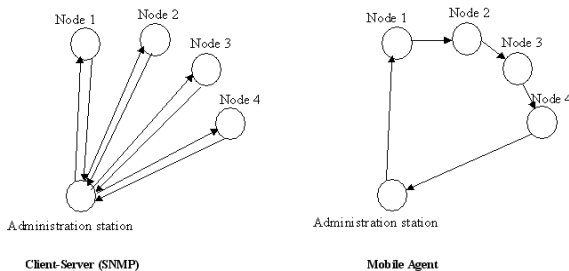 Node 1
Node 2
Node 3
Node 4
Administration station
Client-Server (SNMP)
Node 1
Node 2
Node 3
Node 4
Administration station
Mobile Agent